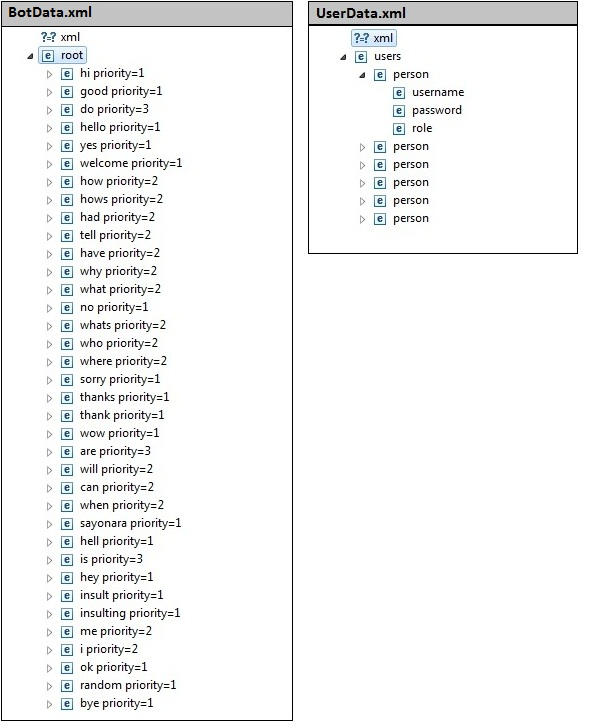 BotData.xml
?=? xml
e root
e hi priority=1
e good priority=1
e do priority=3
e hello priority=1
e yes priority=1
e welcome priority=1
e how priority=2
e hows priority=2
e had priority=2
e tell priority=2
e have priority=2
e why priority=2
e what priority=2
e no priority=1
e whats priority=2
e who priority=2
e where priority=2
e sorry priority=1
e thanks priority=1
e thank priority=1
e wow priority=1
e are priority=3
e will priority=2
e can priority=2
e when priority=2
e sayonara priority=1
e hell priority=1
e is priority=3
e hey priority=1
e insult priority=1
e insulting priority=1
e me priority=2
e i priority=2
e ok priority=1
e random priority=1
e bye priority=1
UserData.xml
?=? xml
e users
e person
e username
e password
e role
e person
e person
e person
e person
e person